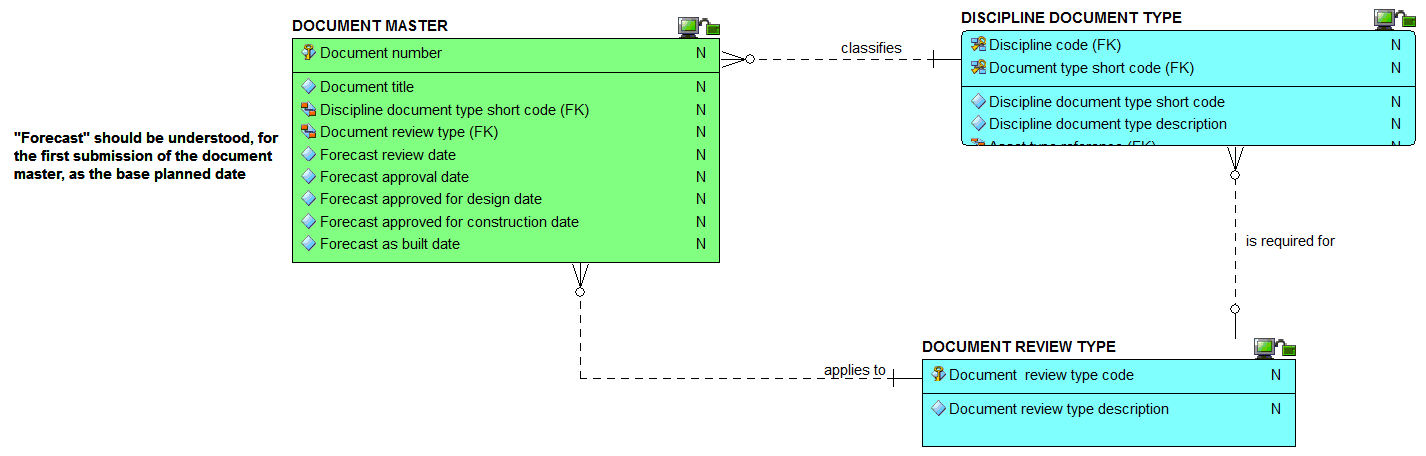 DOCUMENT MASTER
Document number N
Document title N
Discipline document type short code (FK) N
Document review type (FK) N
Forecast review date N
Forecast approval date N
Forecast approved for design date N
Forecast approved for construction date N
Forecast as built date N
"Forecast" should be understood, for
the first submission of the document
master, as the base planned date
classifies
DISCIPLINE DOCUMENT TYPE
Discipline code (FK) N
Document type short code (FK) N
Discipline document type short code N
Discipline document type description N
Asset type reference (FK) N
is required for
applies to
DOCUMENT REVIEW TYPE
Document  review type code N
Document review type description N